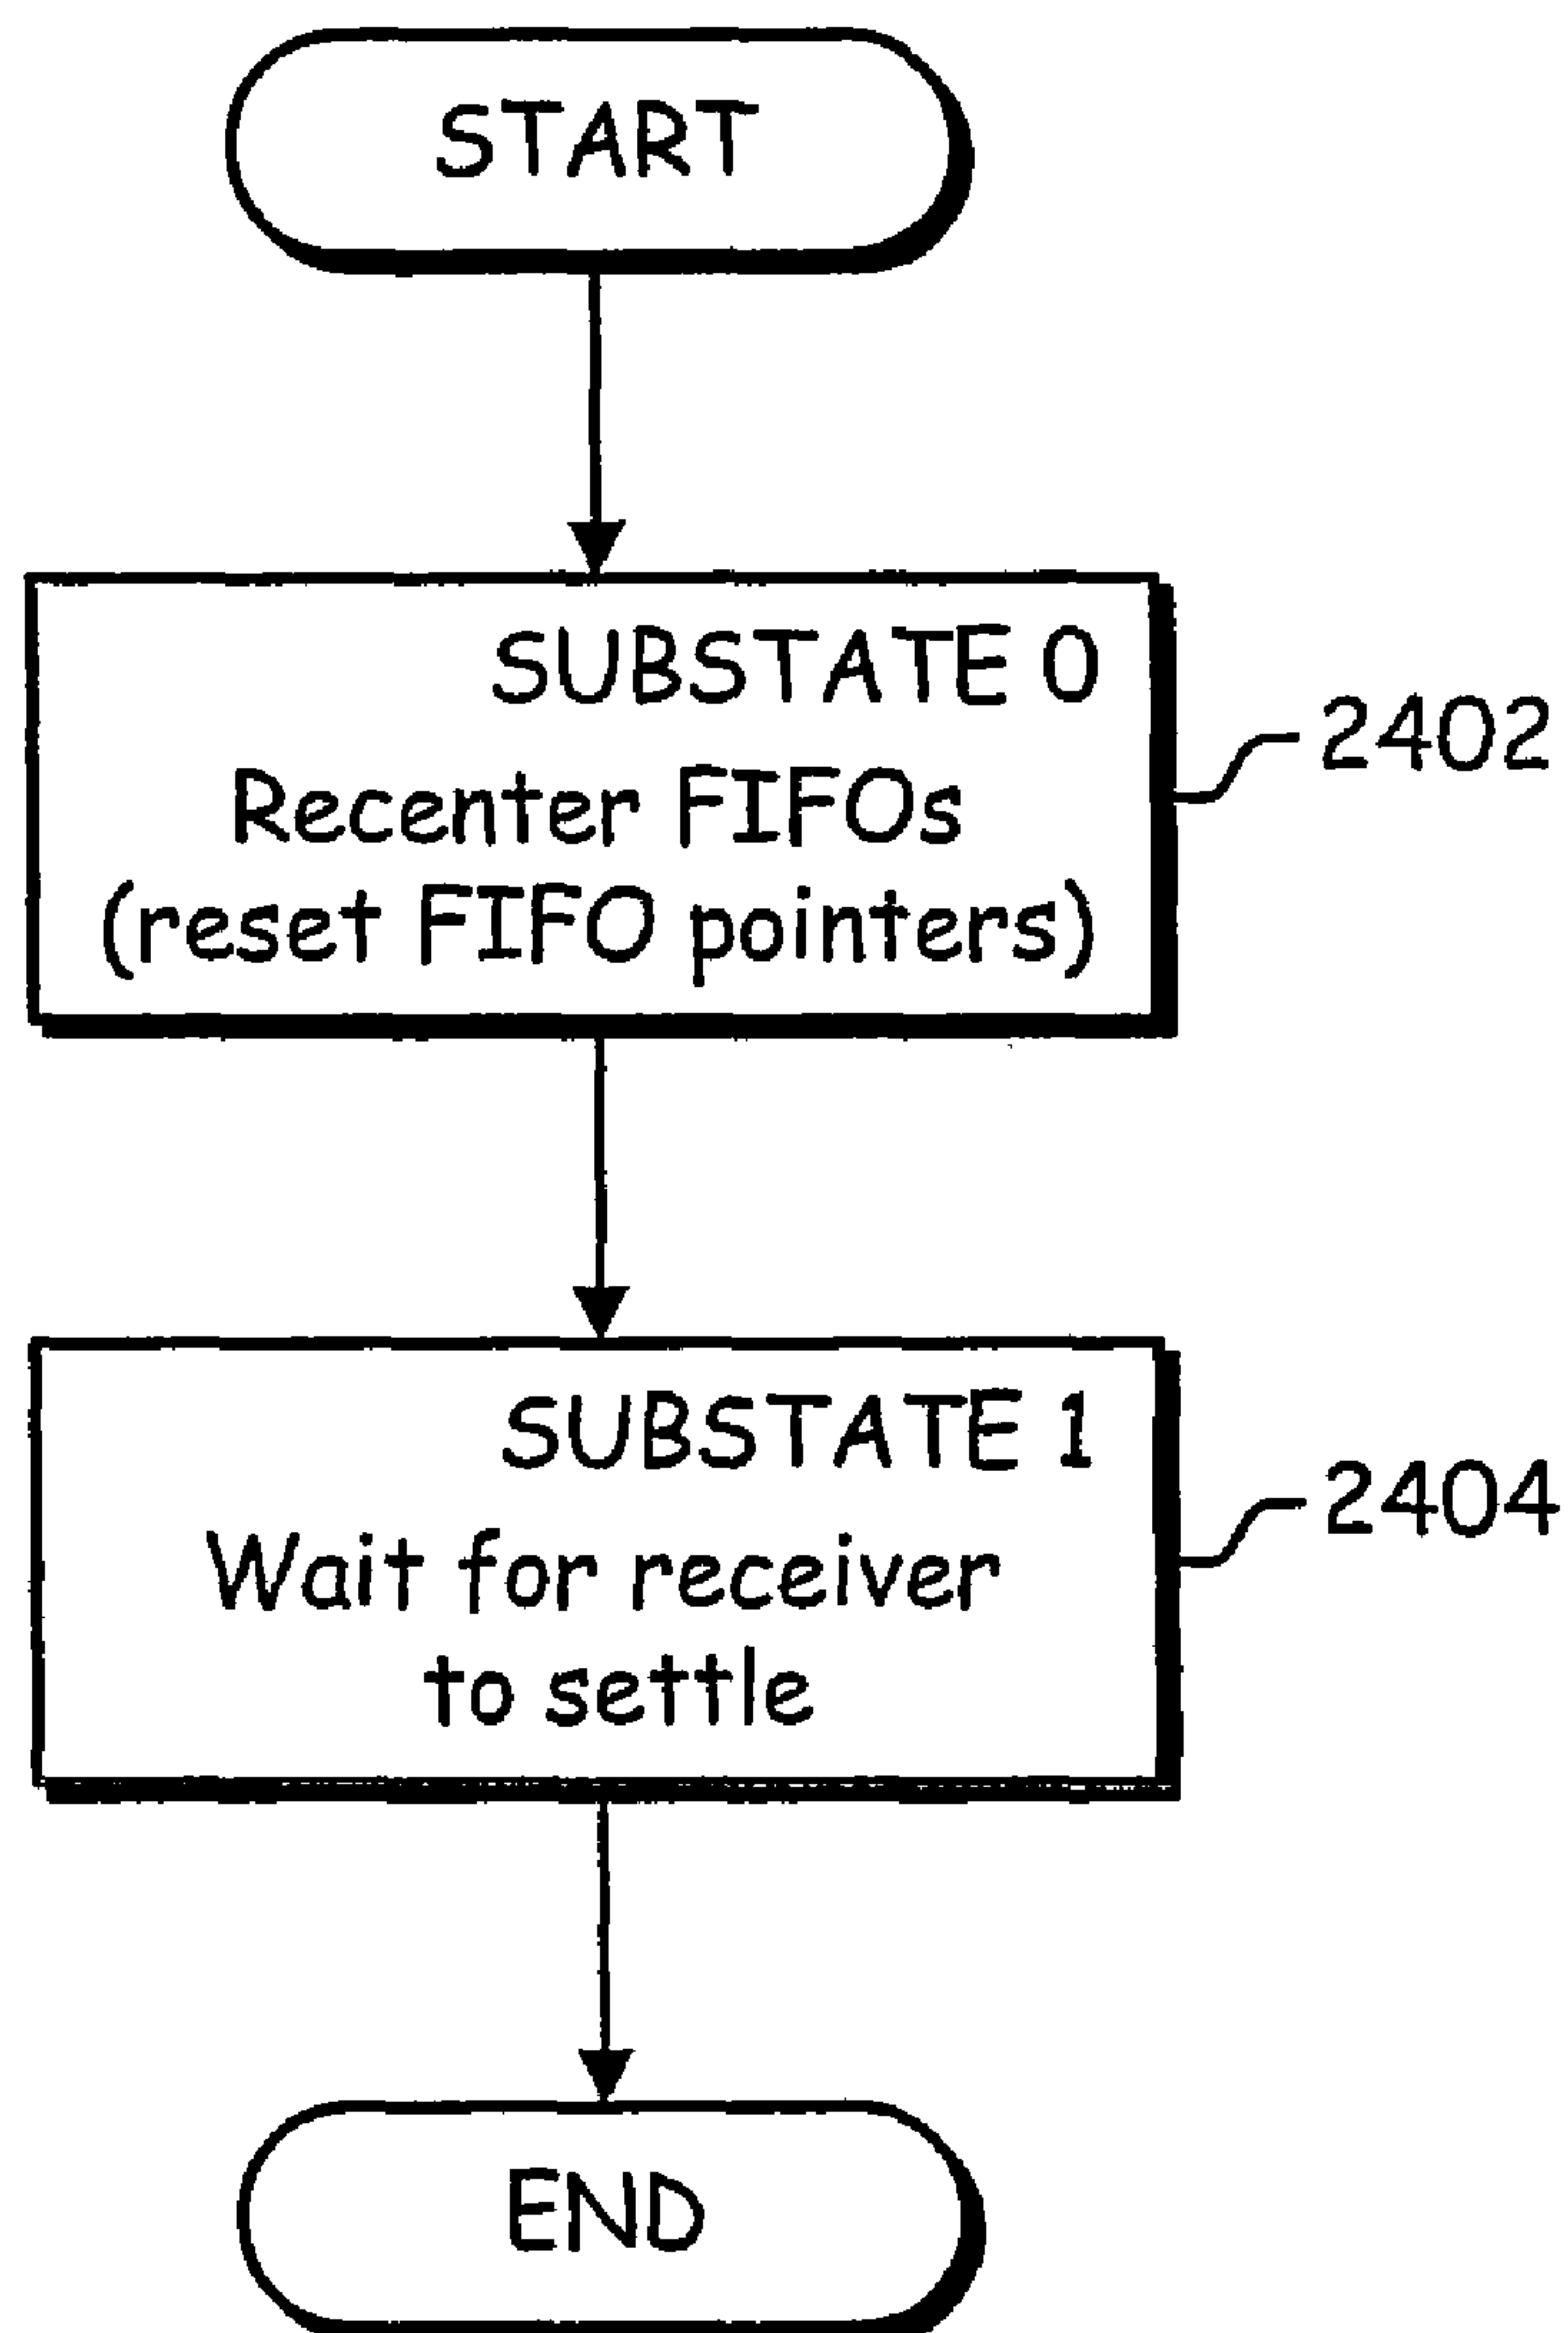 START
SUBSTATE 0
Recenter FIFOs
(reset FIFO pointers)
2402
SUBSTATE 1
Wait for receiver
to settle
2404
END